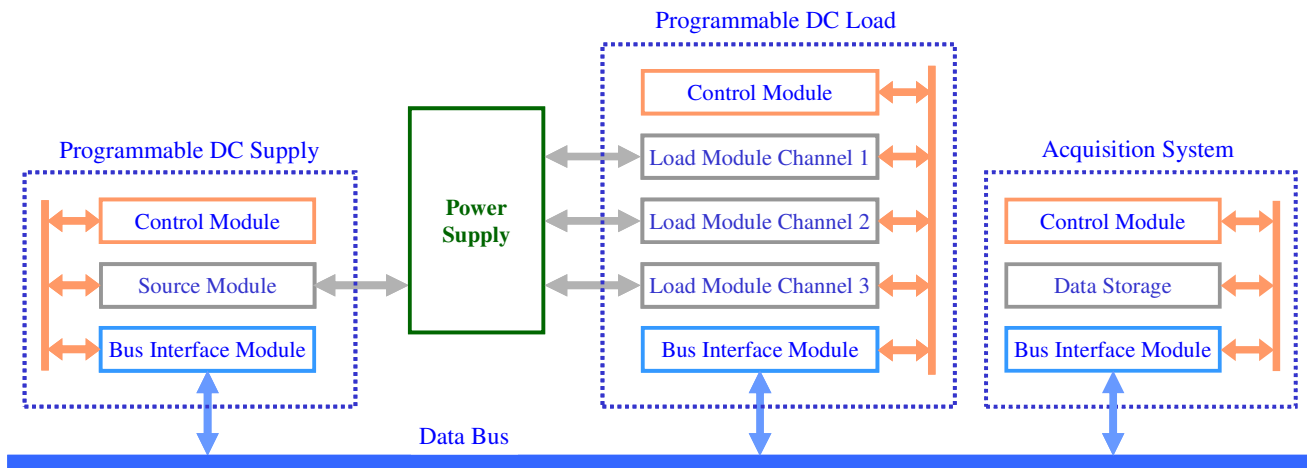 Programmable DC Supply
Control Module
Source Module
Bus Interface Module
Power
Supply
Programmable DC Load
Control Module
Load Module Channel 1
Load Module Channel 2
Load Module Channel 3
Bus Interface Module
Acquisition System
Control Module
Data Storage
Bus Interface Module
Data Bus